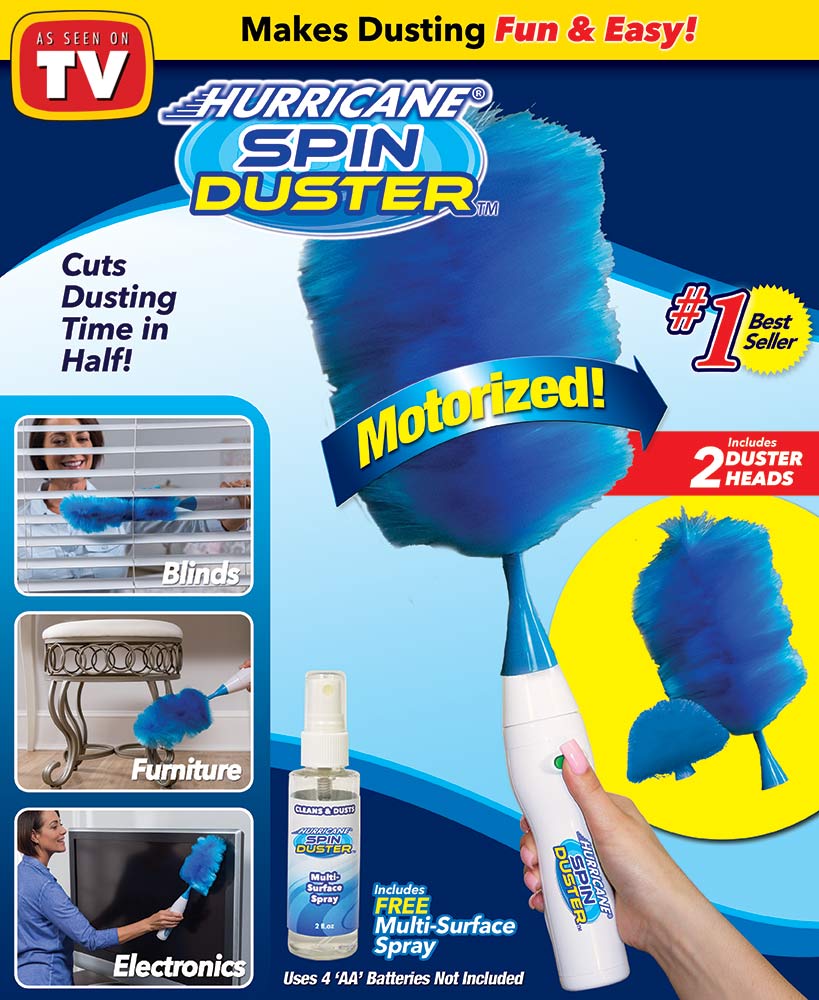 AS SEEN ON
TV
Makes Dusting Fun & Easy!
HURRICANE®
SPIN
DUSTER™
Cuts
Dusting
Time in
Half!
#1 Best
Seller
Motorized!
Includes
2 DUSTER
HEADS
Blinds
Furniture
Electronics
CLEANS & DUSTS
HURRICANE®
SPIN
DUSTER™
Multi-
Surface
Spray
2 fl.oz
Includes
FREE
Multi-Surface
Spray
HURRICANE®
SPIN
DUSTER™
Uses 4 ‘AA’ Batteries Not Included